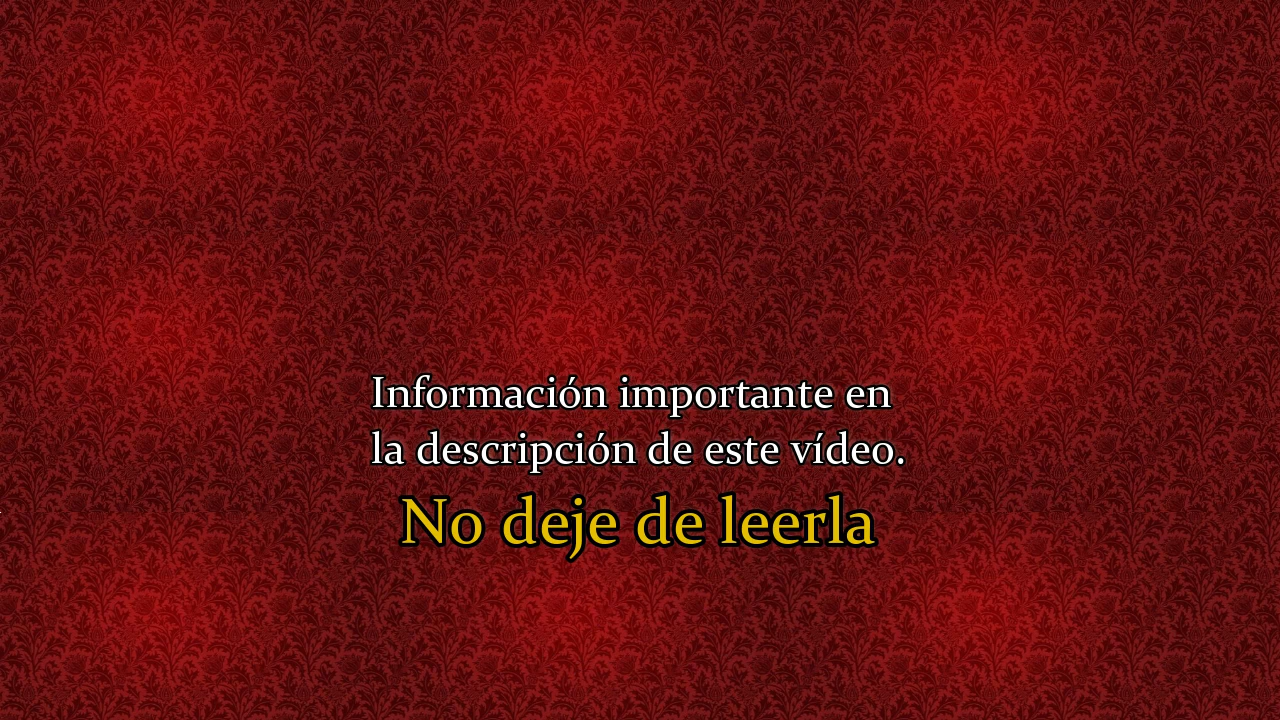 Información importante en
la descripción de este vídeo.
No deje de leerla